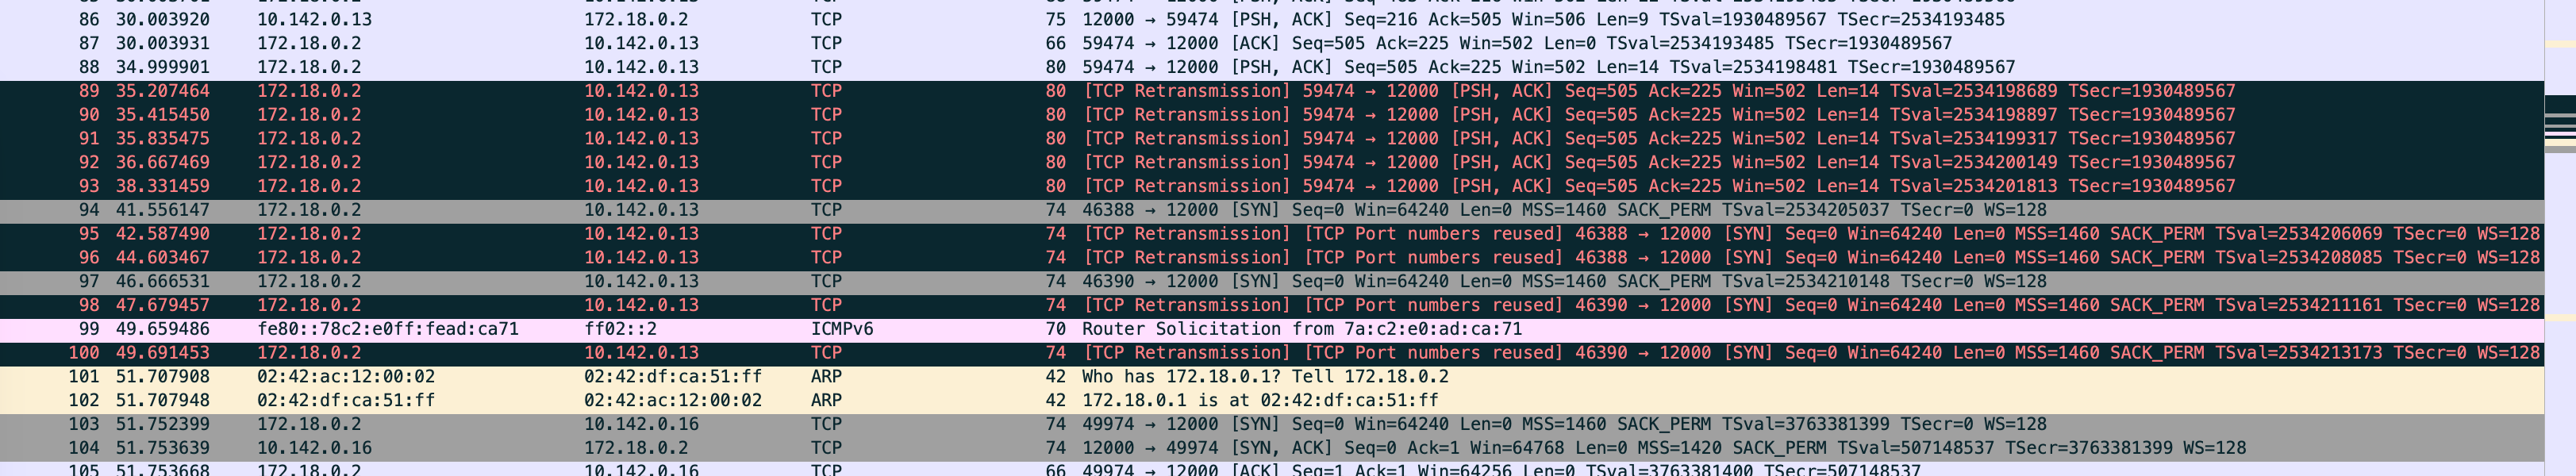 86 30.003920 10.142.0.13 172.18.0.2 TCP 75 12000 → 59474 [PSH, ACK] Seq=216 Ack=505 Win=506 Len=9 TSval=1930489567 TSecr=2534193485
87 30.003931 172.18.0.2 10.142.0.13 TCP 66 59474 → 12000 [ACK] Seq=505 Ack=225 Win=502 Len=0 TSval=2534193485 TSecr=1930489567
88 34.999901 172.18.0.2 10.142.0.13 TCP 80 59474 → 12000 [PSH, ACK] Seq=505 Ack=225 Win=502 Len=14 TSval=2534198481 TSecr=1930489567
89 35.207464 172.18.0.2 10.142.0.13 TCP 80 [TCP Retransmission] 59474 → 12000 [PSH, ACK] Seq=505 Ack=225 Win=502 Len=14 TSval=2534198689 TSecr=1930489567
90 35.415450 172.18.0.2 10.142.0.13 TCP 80 [TCP Retransmission] 59474 → 12000 [PSH, ACK] Seq=505 Ack=225 Win=502 Len=14 TSval=2534198897 TSecr=1930489567
91 35.835475 172.18.0.2 10.142.0.13 TCP 80 [TCP Retransmission] 59474 → 12000 [PSH, ACK] Seq=505 Ack=225 Win=502 Len=14 TSval=2534199317 TSecr=1930489567
92 36.667469 172.18.0.2 10.142.0.13 TCP 80 [TCP Retransmission] 59474 → 12000 [PSH, ACK] Seq=505 Ack=225 Win=502 Len=14 TSval=2534200149 TSecr=1930489567
93 38.331459 172.18.0.2 10.142.0.13 TCP 80 [TCP Retransmission] 59474 → 12000 [PSH, ACK] Seq=505 Ack=225 Win=502 Len=14 TSval=2534201813 TSecr=1930489567
94 41.556147 172.18.0.2 10.142.0.13 TCP 74 46388 → 12000 [SYN] Seq=0 Win=64240 Len=0 MSS=1460 SACK_PERM TSval=2534205037 TSecr=0 WS=128
95 42.587490 172.18.0.2 10.142.0.13 TCP 74 [TCP Retransmission] [TCP Port numbers reused] 46388 → 12000 [SYN] Seq=0 Win=64240 Len=0 MSS=1460 SACK_PERM TSval=2534206069 TSecr=0 WS=128
96 44.603467 172.18.0.2 10.142.0.13 TCP 74 [TCP Retransmission] [TCP Port numbers reused] 46388 → 12000 [SYN] Seq=0 Win=64240 Len=0 MSS=1460 SACK_PERM TSval=2534208085 TSecr=0 WS=128
97 46.666531 172.18.0.2 10.142.0.13 TCP 74 46390 → 12000 [SYN] Seq=0 Win=64240 Len=0 MSS=1460 SACK_PERM TSval=2534210148 TSecr=0 WS=128
98 47.679457 172.18.0.2 10.142.0.13 TCP 74 [TCP Retransmission] [TCP Port numbers reused] 46390 → 12000 [SYN] Seq=0 Win=64240 Len=0 MSS=1460 SACK_PERM TSval=2534211161 TSecr=0 WS=128
99 49.659486 fe80::78c2:e0ff:fead:ca71 ff02::2 ICMPv6 70 Router Solicitation from 7a:c2:e0:ad:ca:71
100 49.691453 172.18.0.2 10.142.0.13 TCP 74 [TCP Retransmission] [TCP Port numbers reused] 46390 → 12000 [SYN] Seq=0 Win=64240 Len=0 MSS=1460 SACK_PERM TSval=2534213173 TSecr=0 WS=128
101 51.707908 02:42:ac:12:00:02 02:42:df:ca:51:ff ARP 42 Who has 172.18.0.1? Tell 172.18.0.2
102 51.707948 02:42:df:ca:51:ff 02:42:ac:12:00:02 ARP 42 172.18.0.1 is at 02:42:df:ca:51:ff
103 51.752399 172.18.0.2 10.142.0.16 TCP 74 49974 → 12000 [SYN] Seq=0 Win=64240 Len=0 MSS=1460 SACK_PERM TSval=3763381399 TSecr=0 WS=128
104 51.753639 10.142.0.16 172.18.0.2 TCP 74 12000 → 49974 [SYN, ACK] Seq=0 Ack=1 Win=64768 Len=0 MSS=1420 SACK_PERM TSval=507148537 TSecr=3763381399 WS=128
105 51.753668 172.18.0.2 10.142.0.16 TCP 66 49974 → 12000 [ACK] Seq=1 Ack=1 Win=64256 Len=0 TSval=3763381400 TSecr=507148537